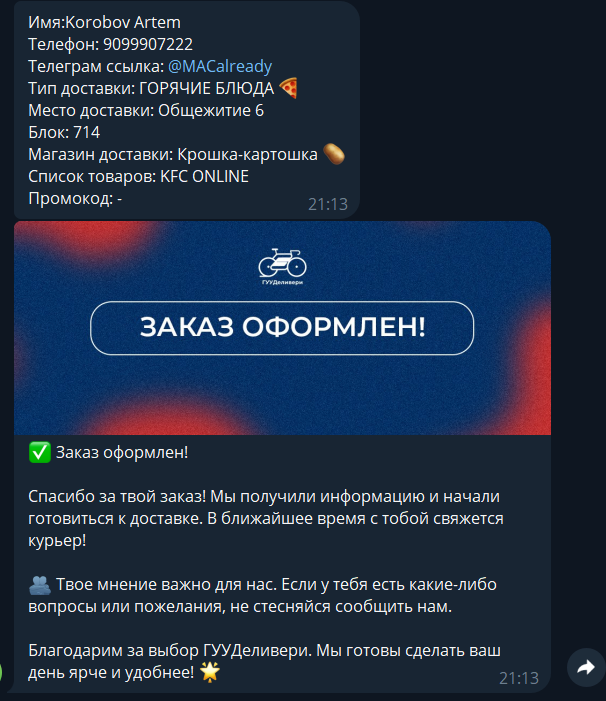 Имя:Korobov Artem
Телефон: 9099907222
Телеграм ссылка: @MACalready
Тип доставки: ГОРЯЧИЕ БЛЮДА 🍕
Место доставки: Общежитие 6
Блок: 714
Магазин доставки: Крошка-картошка 🥔
Список товаров: KFC ONLINE
Промокод: -
21:13
ГУУДеливери
ЗАКАЗ ОФОРМЛЕН!
✅ Заказ оформлен!
Спасибо за твой заказ! Мы получили информацию и начали
готовиться к доставке. В ближайшее время с тобой свяжется
курьер!
🫂 Твое мнение важно для нас. Если у тебя есть какие-либо
вопросы или пожелания, не стесняйся сообщить нам.
Благодарим за выбор ГУУДеливери. Мы готовы сделать ваш
день ярче и удобнее! 🌟
21:13